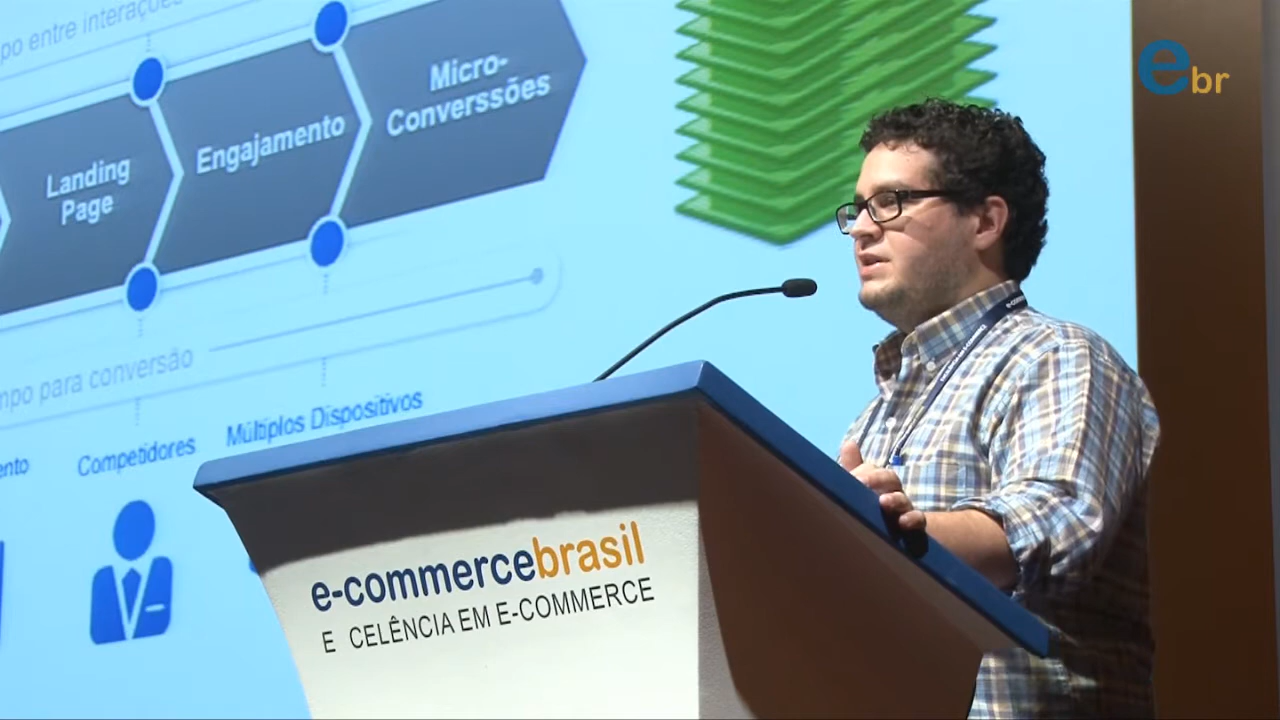 po entre interações
ebr
Micro-
Converssões
Engajamento
Landing
Page
mpo para conversão
Múltiplos Dispositivos
Competidores
ento
e-commercebrasil
E CELÊNCIA EM E-COMMERCE